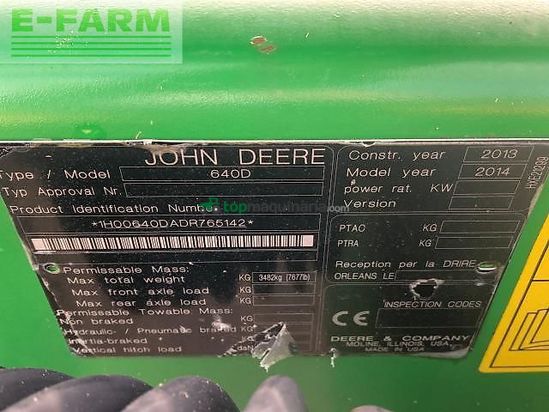 E-FARM
JOHN DEERE
Type / Model 640D
Typ Approval Nr.
Product Identification Number
*1H00640DADR765142*
Permissable Mass:
Max total weight KG 3482kg (7677lb)
Max front axle load KG
Max rear axle load KG
Permissable Towable Mass:
Non braked KG
Hydraulic- / Pneumatic braked KG
Inertia-braked
Vertical hitch load daN
Constr. year 2013
Model year 2014
power rat. KW
Version
PTAC KG
PTRA KG
Reception par la DRIRE
ORLEANS LE
INSPECTION CODES
CE
DEERE & COMPANY
MOLINE, ILLINOIS, USA
MADE IN USA
topmaquinaria.com